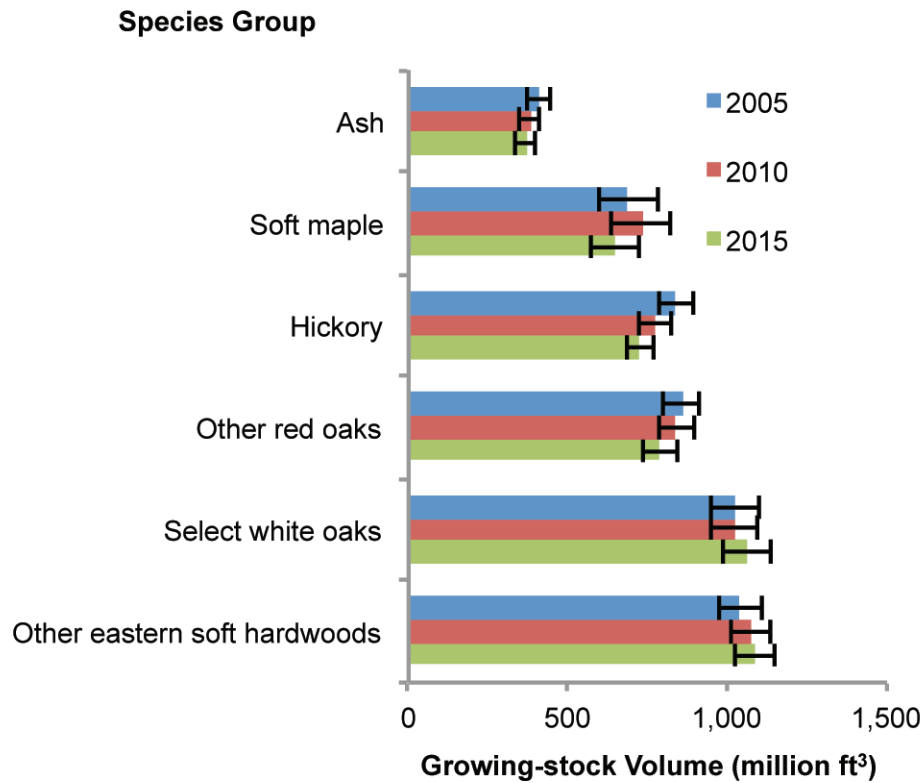 Species Group
2005
2010
2015
Ash
Soft maple
Hickory
Other red oaks
Select white oaks
Other eastern soft hardwoods
0 500 1,000 1,500
Growing-stock Volume (million ft³)